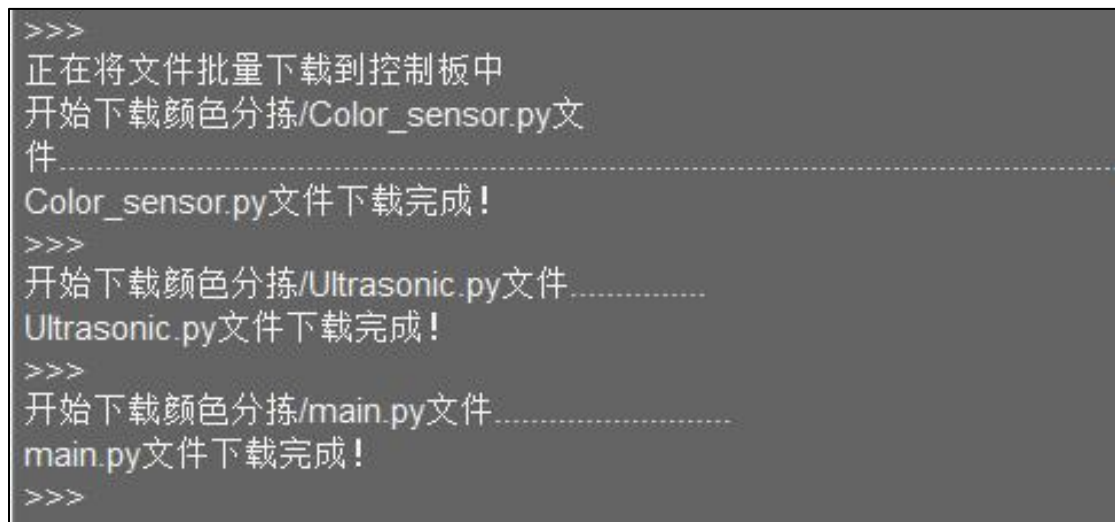 >>>
正在将文件批量下载到控制板中
开始下载颜色分拣/Color_sensor.py文
件................................................................................................................................
Color_sensor.py文件下载完成!
>>>
开始下载颜色分拣/Ultrasonic.py文件...............
Ultrasonic.py文件下载完成!
>>>
开始下载颜色分拣/main.py文件..........................
main.py文件下载完成!
>>>